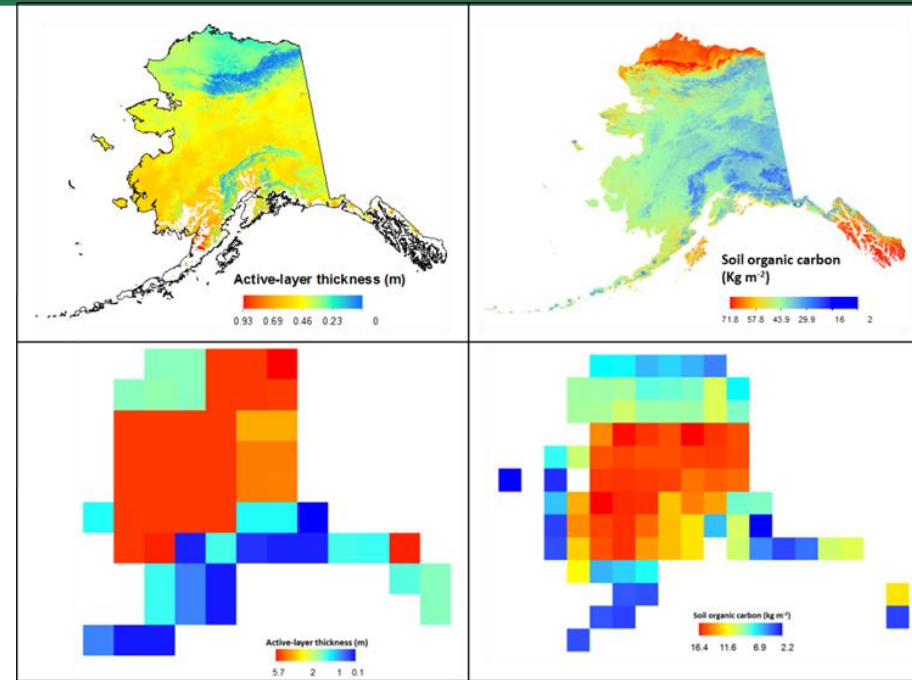 Active-layer thickness (m)
0.93 0.69 0.46 0.23 0
Soil organic carbon
(Kg m⁻²)
71.8 57.8 43.9 29.9 16 2
Active-layer thickness (m)
5.7 2 1 0.1
Soil organic carbon (kg m⁻²)
16.4 11.6 6.9 2.2